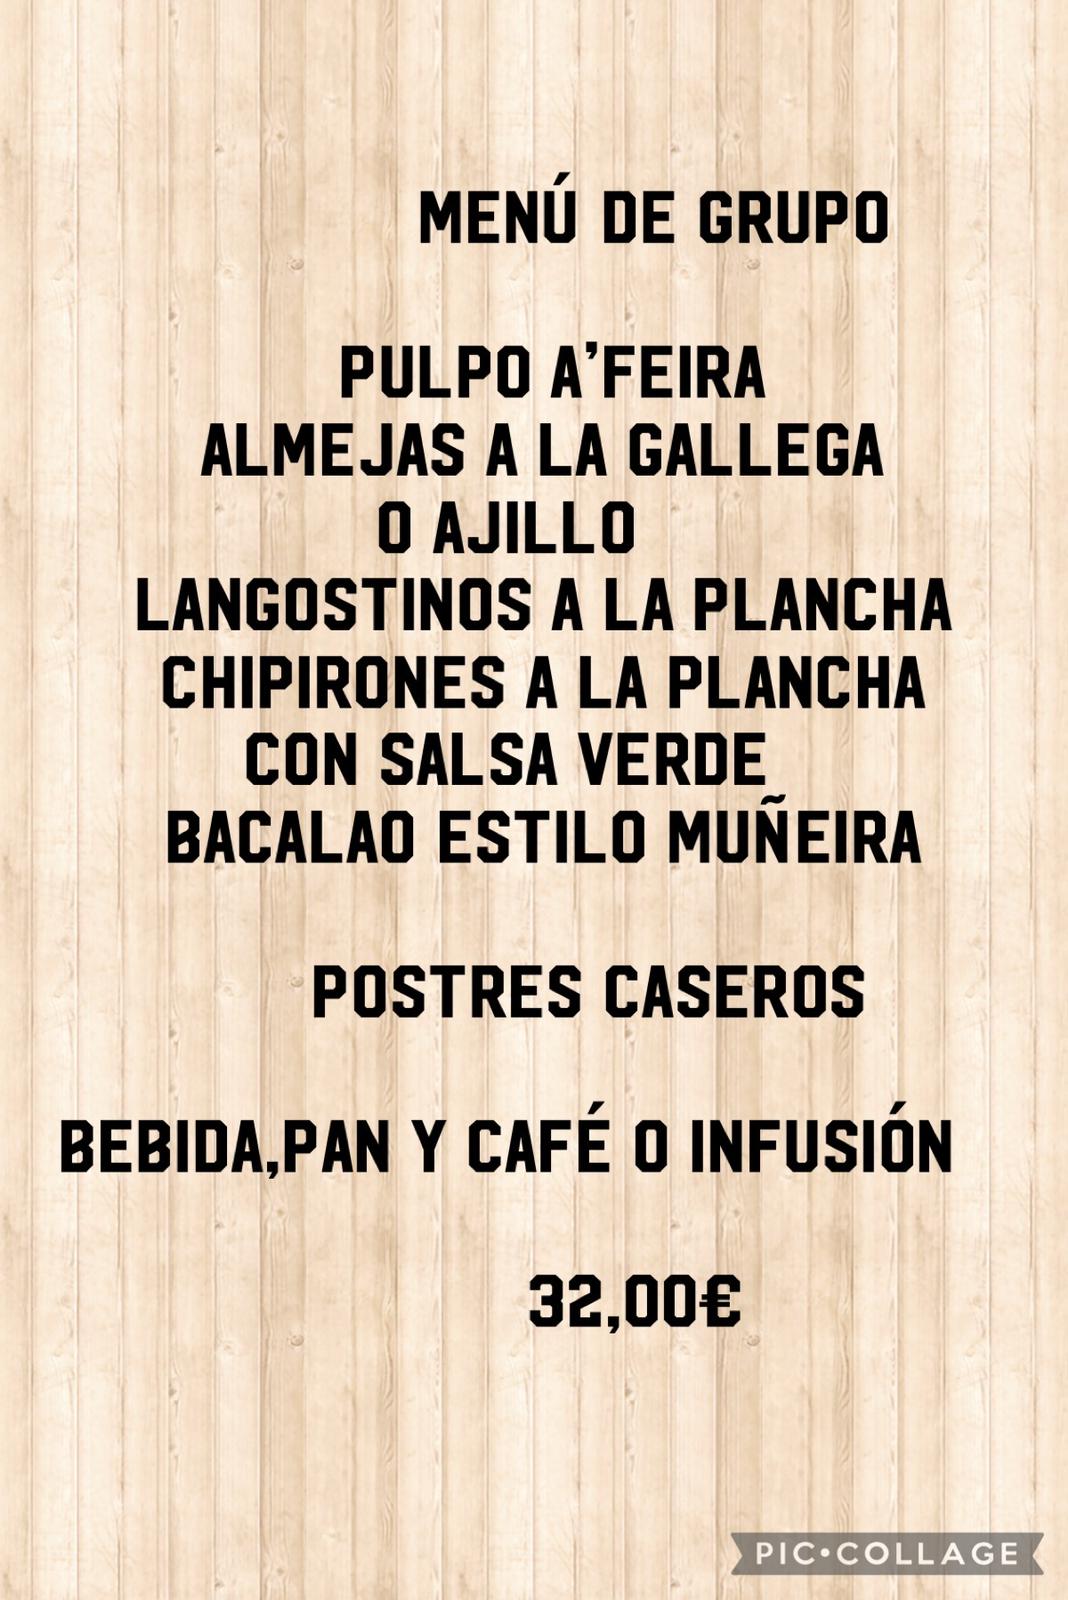 MENÚ DE GRUPO
PULPO A'FEIRA
ALMEJAS A LA GALLEGA
O AJILLO
LANGOSTINOS A LA PLANCHA
CHIPIRONES A LA PLANCHA
CON SALSA VERDE
BACALAO ESTILO MUÑEIRA
POSTRES CASEROS
BEBIDA,PAN Y CAFÉ O INFUSIÓN
32,00€
PIC•COLLAGE